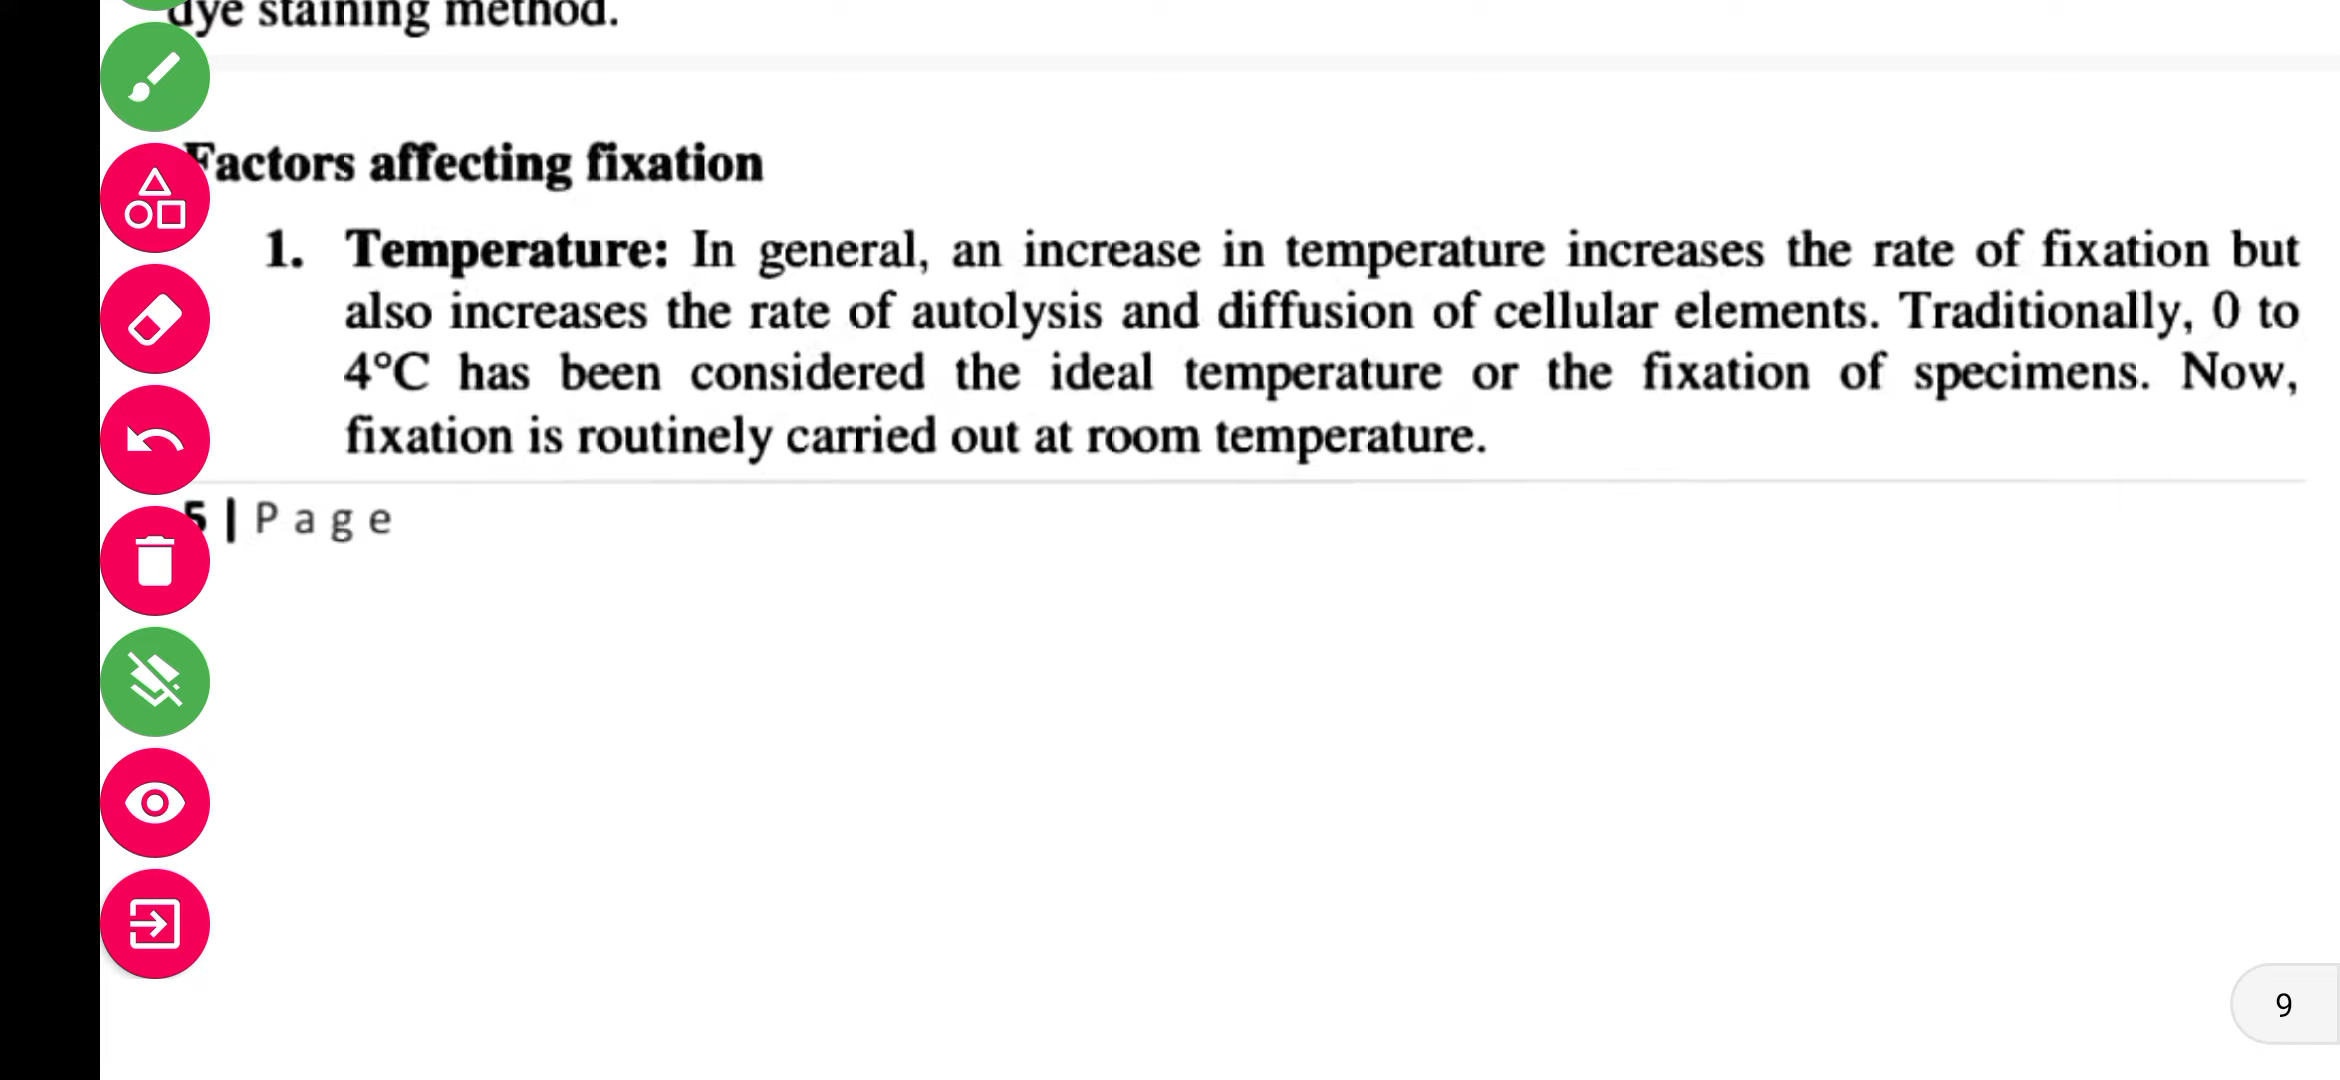 dye staining method.
Factors affecting fixation
1. Temperature: In general, an increase in temperature increases the rate of fixation but
also increases the rate of autolysis and diffusion of cellular elements. Traditionally, 0 to
4°C has been considered the ideal temperature or the fixation of specimens. Now,
fixation is routinely carried out at room temperature.
5 | P a g e
9